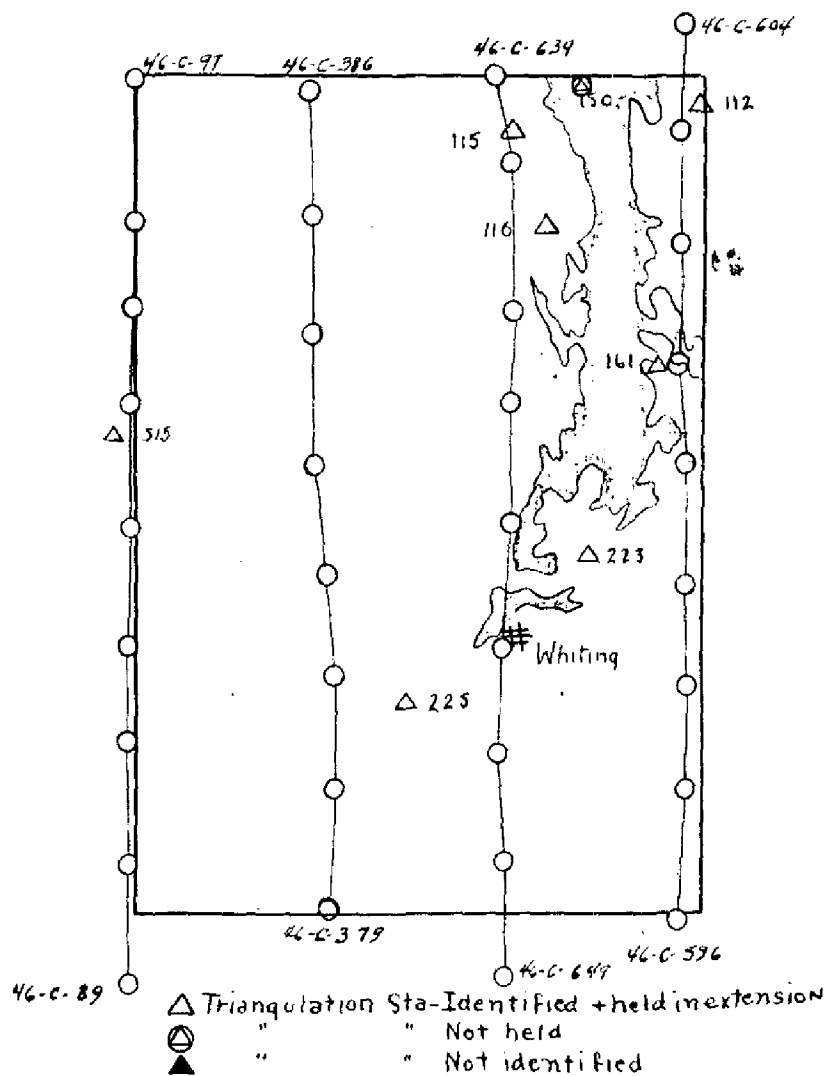 46-C-604
46-C-97
46-C-386
46-C-639
150
112
115
116
161
515
223
Whiting
225
46-C-379
46-C-596
46-C-89
46-C-647
Triangulation Sta-Identified + held in extension
" " Not held
" " Not identified